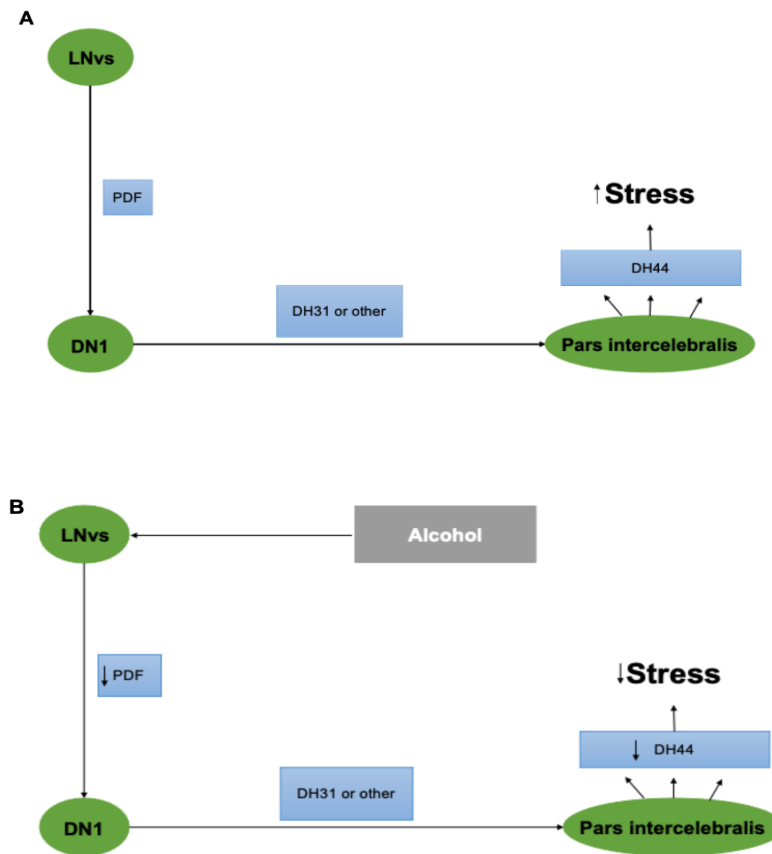 A
LNvs
PDF
↑Stress
DH44
DH31 or other
DN1
Pars intercelebralis
B
LNvs
Alcohol
↓PDF
↓Stress
↓ DH44
DH31 or other
DN1
Pars intercelebralis